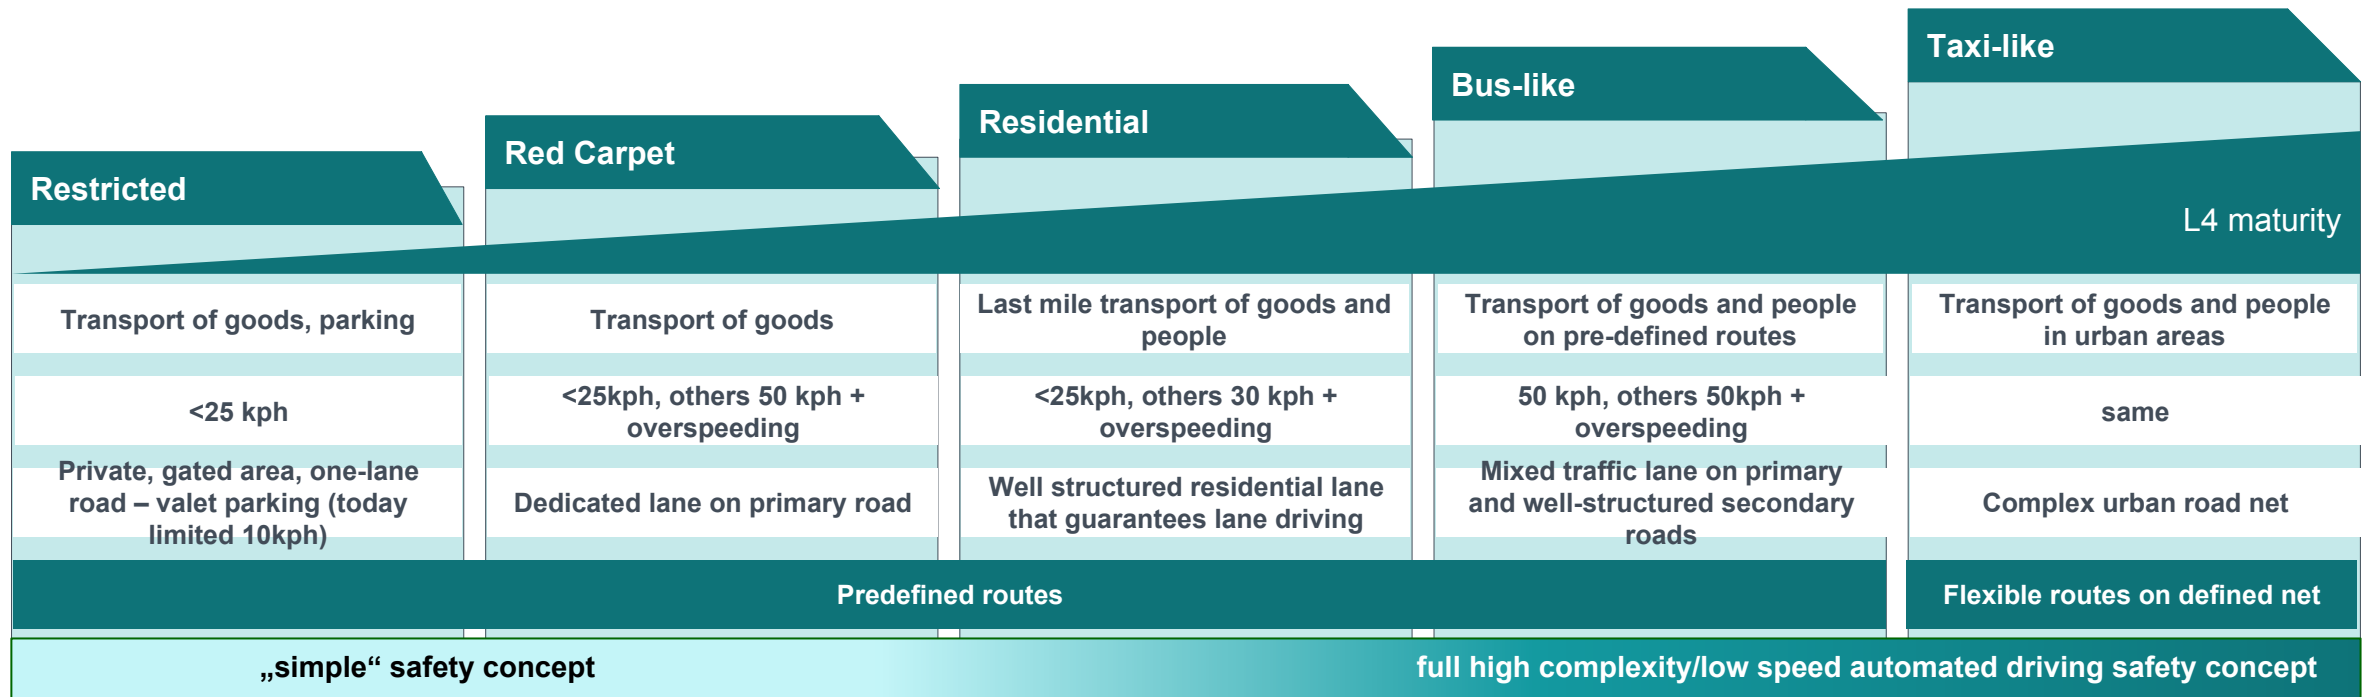 Restricted
Red Carpet
Residential
Bus-like
Taxi-like
L4 maturity
Transport of goods, parking
Transport of goods
Last mile transport of goods and
people
Transport of goods and people
on pre-defined routes
Transport of goods and people
in urban areas
<25 kph
<25kph, others 50 kph +
overspeeding
<25kph, others 30 kph +
overspeeding
50 kph, others 50kph +
overspeeding
same
Private, gated area, one-lane
road – valet parking (today
limited 10kph)
Dedicated lane on primary road
Well structured residential lane
that guarantees lane driving
Mixed traffic lane on primary
and well-structured secondary
roads
Complex urban road net
Predefined routes
Flexible routes on defined net
„simple“ safety concept
full high complexity/low speed automated driving safety concept